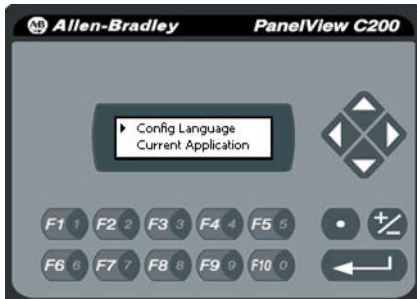 AB Allen-Bradley PanelView C200
Config Language
Current Application
F1 1 F2 2 F3 3 F4 4 F5 5 • +/-
F6 6 F7 7 F8 8 F9 9 F10 0